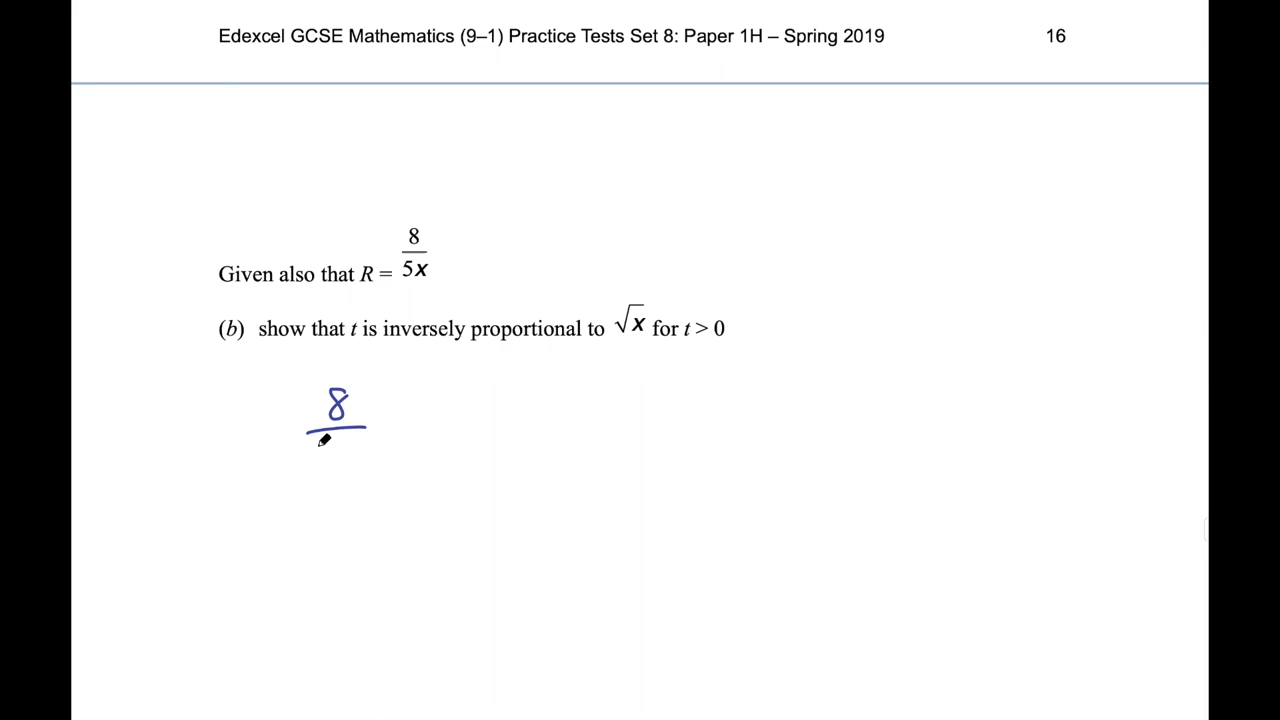 Edexcel GCSE Mathematics (9–1) Practice Tests Set 8: Paper 1H – Spring 2019 16
Given also that R = 8/5x
(b) show that t is inversely proportional to √x for t > 0
8